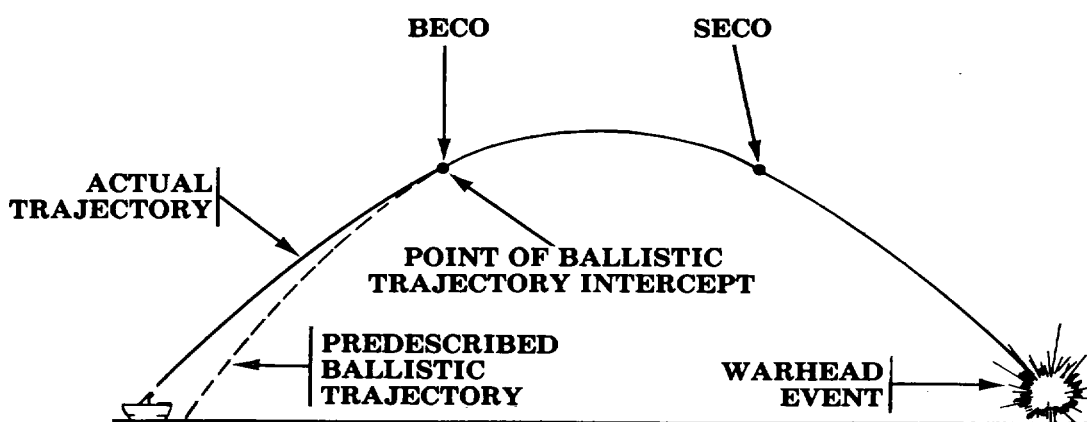 BECO
SECO
ACTUAL
TRAJECTORY
POINT OF BALLISTIC
TRAJECTORY INTERCEPT
PREDESCRIBED
BALLISTIC
TRAJECTORY
WARHEAD
EVENT